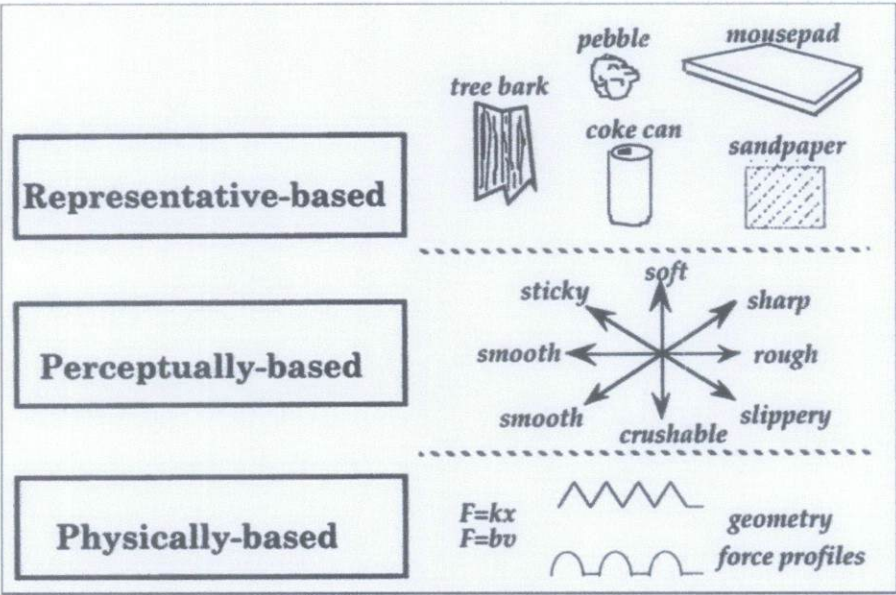 pebble
mousepad
tree bark
coke can
sandpaper
Representative-based
soft
sticky
sharp
smooth
rough
Perceptually-based
smooth
slippery
crushable
F=kx
F=bv
geometry
force profiles
Physically-based